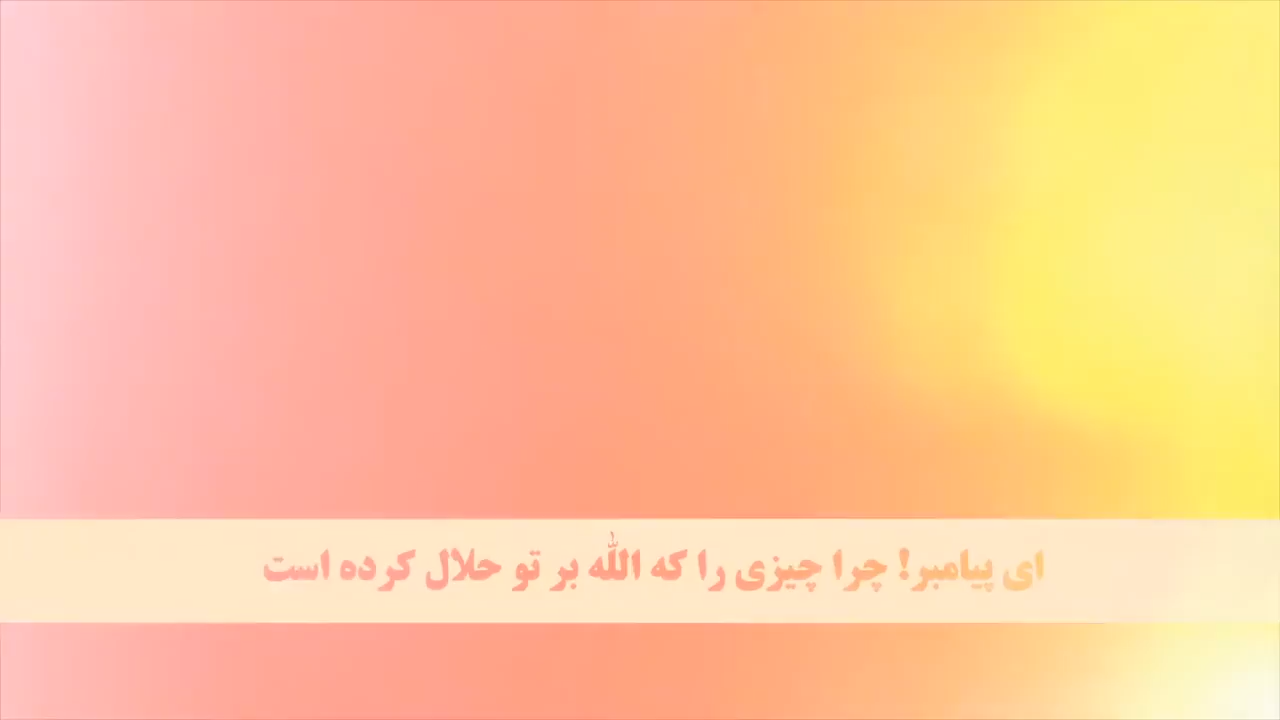 ای پیامبر! چرا چیزی را که الله بر تو حلال کرده است